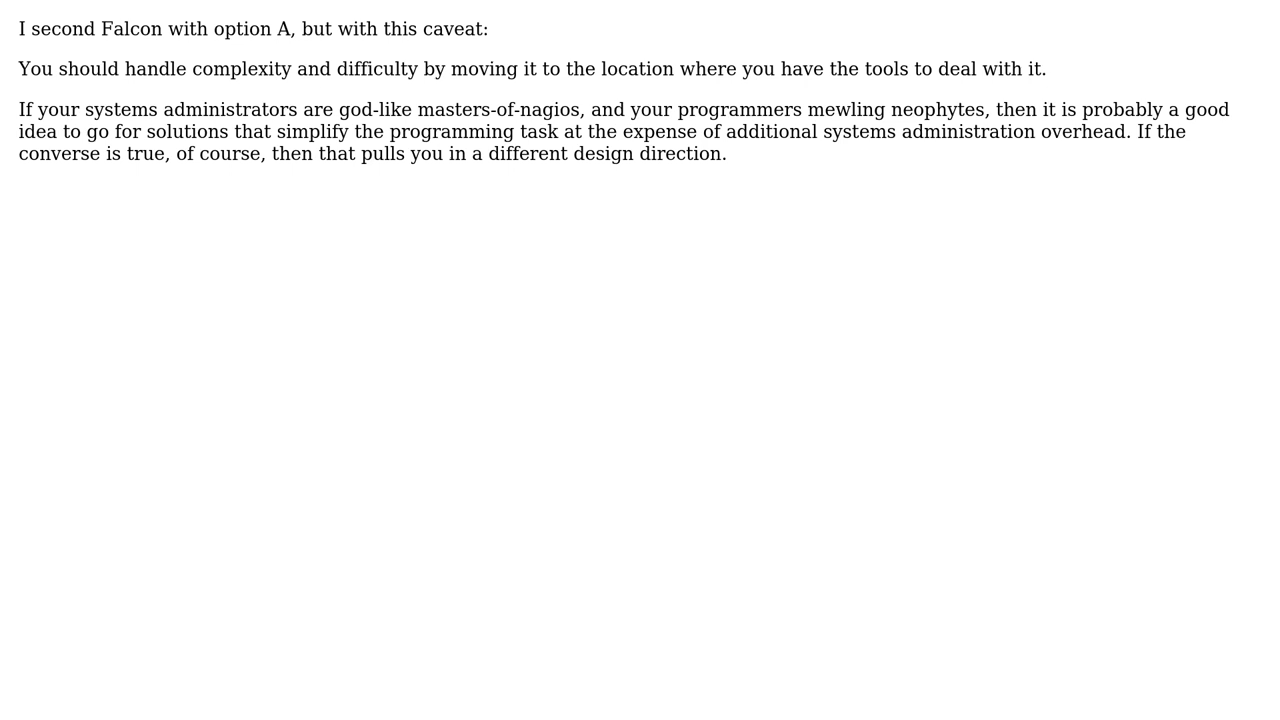 I second Falcon with option A, but with this caveat:
You should handle complexity and difficulty by moving it to the location where you have the tools to deal with it.
If your systems administrators are god-like masters-of-nagios, and your programmers mewling neophytes, then it is probably a good
idea to go for solutions that simplify the programming task at the expense of additional systems administration overhead. If the
converse is true, of course, then that pulls you in a different design direction.